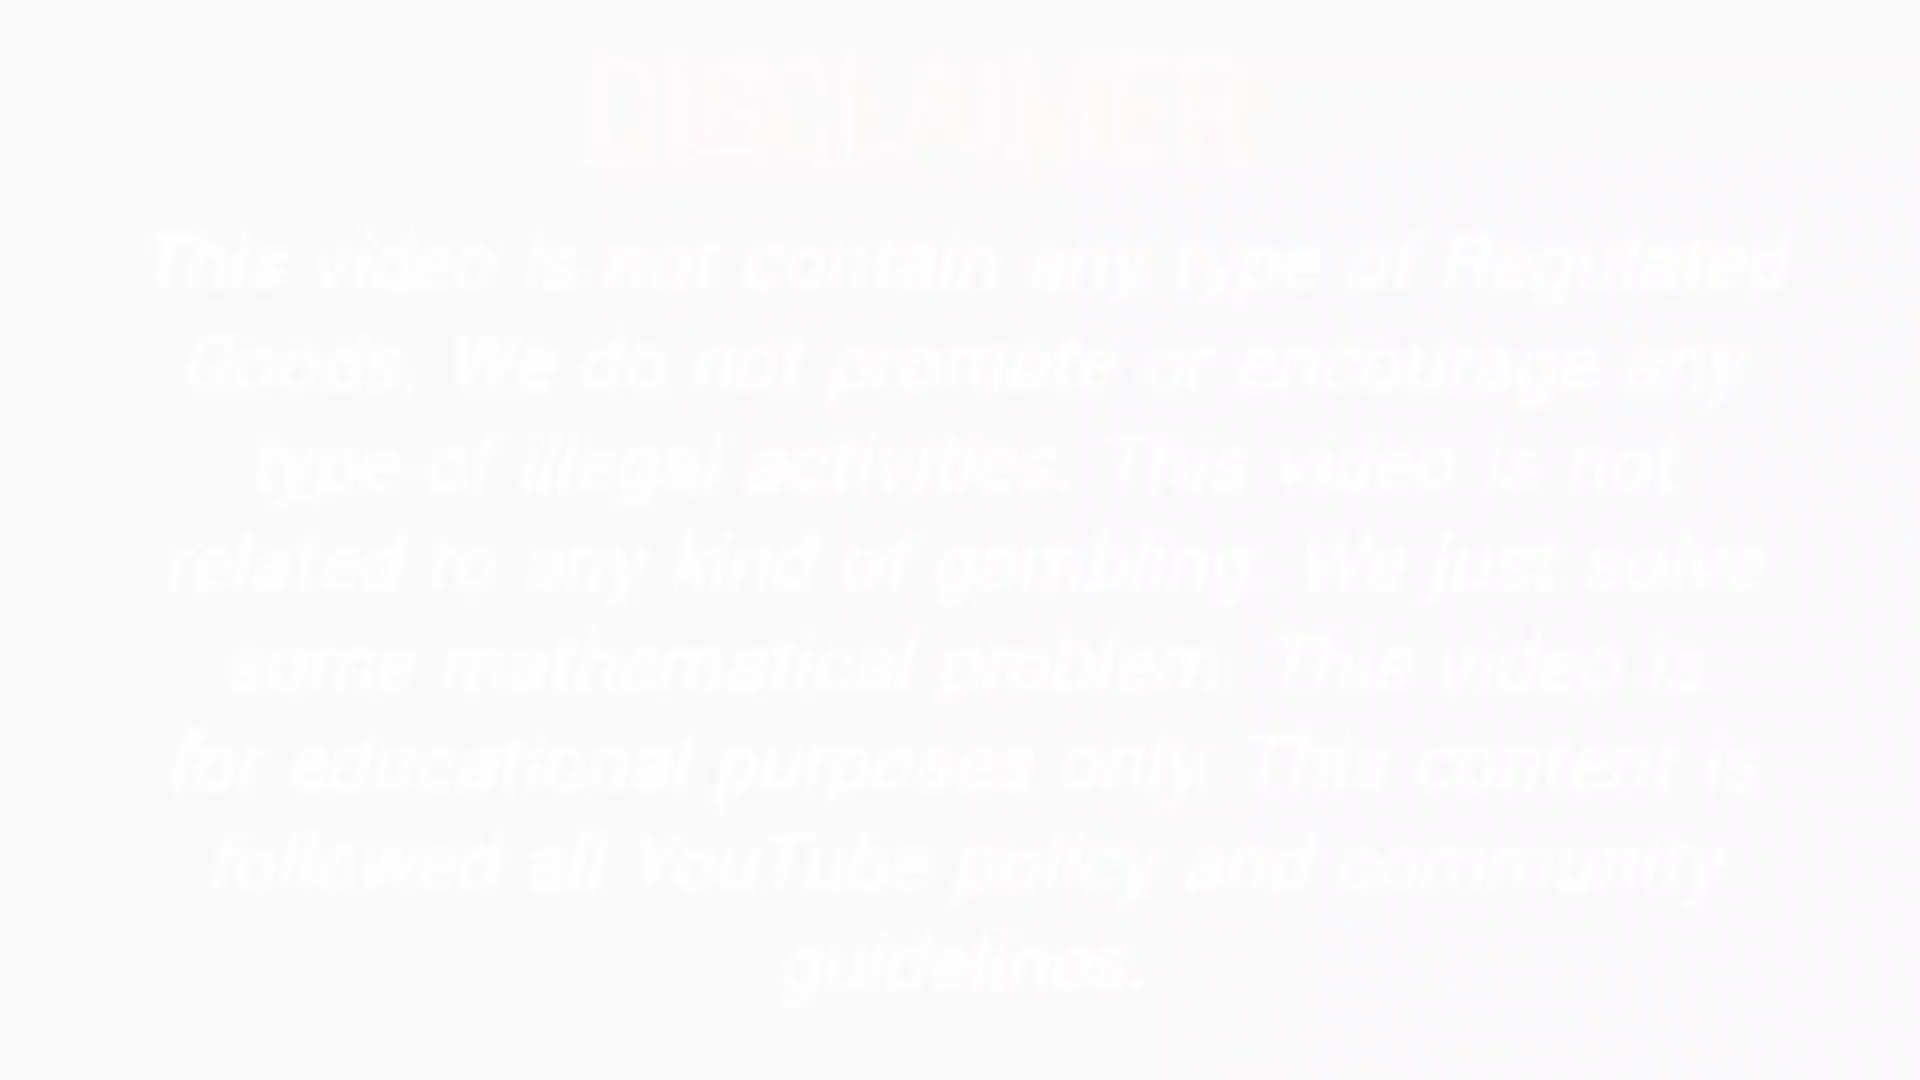 DISCLAIMER
This video is not contain any type of Regulated
Goods. We do not promote or encourage any
type of illegal activities. This video is not
related to any kind of gambling. We just solve
some mathematical problem. This video is
for educational purposes only. This content is
followed all YouTube policy and community
guidelines.